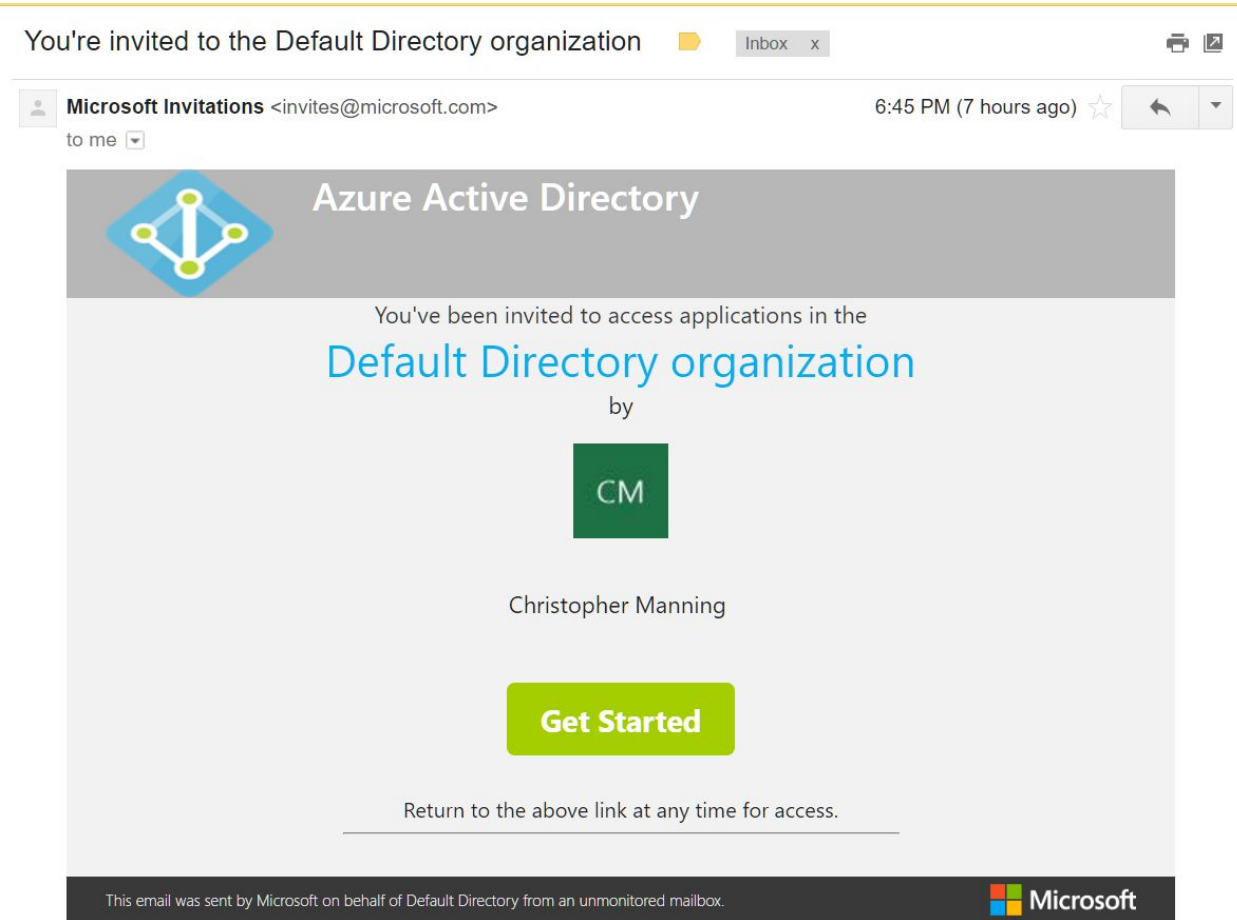 You're invited to the Default Directory organization
Inbox x
Microsoft Invitations <invites@microsoft.com>
6:45 PM (7 hours ago)
to me
Azure Active Directory
You've been invited to access applications in the
Default Directory organization
by
CM
Christopher Manning
Get Started
Return to the above link at any time for access.
This email was sent by Microsoft on behalf of Default Directory from an unmonitored mailbox.
Microsoft